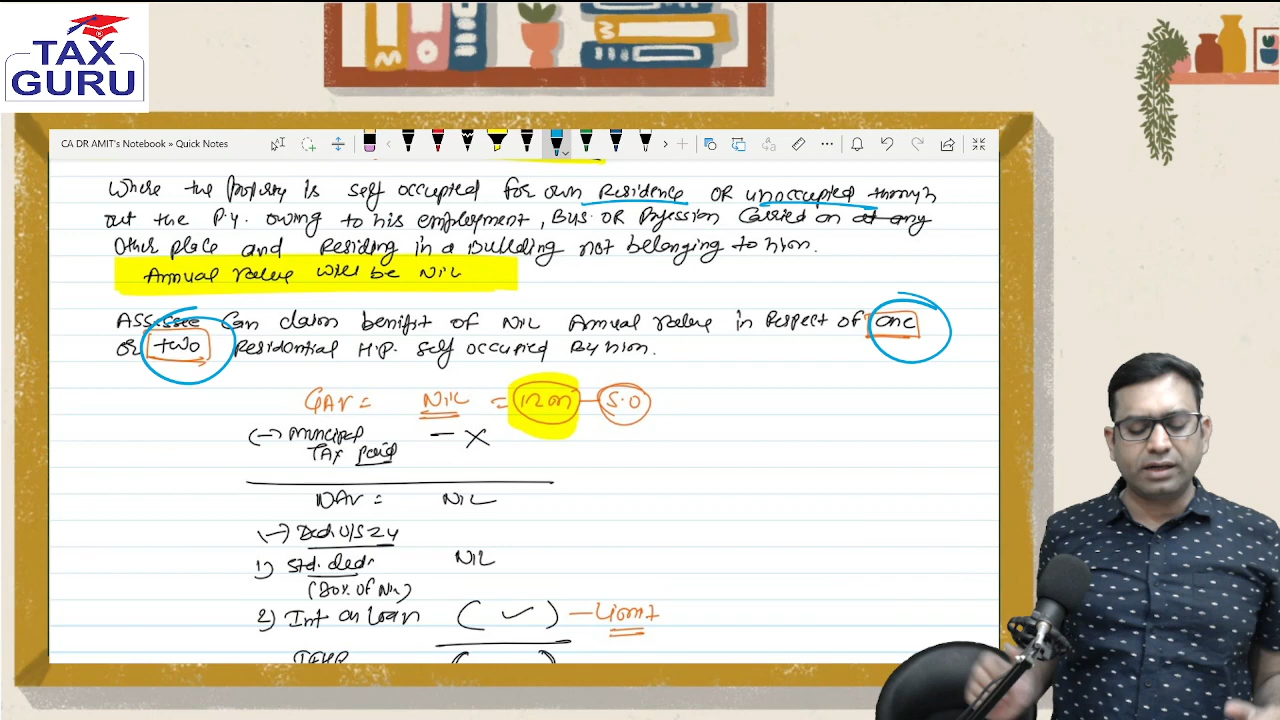 TAX
GURU
CA DR AMIT's Notebook » Quick Notes
Where the Property is self occupied for own Residence OR unoccupied through
out the P.Y. owing to his employment, BUS. OR Profession Carried on at any
Other place and Residing in a Building not belonging to him.
Annual Value will be NIL
Assessee Can claim benifit of NIL Annual Value in Respect of one
or two Residential H.P. self occupied By him.
GAV = NIL = 12 on S.O
(-) Municipal - X
TAX paid
NAV = NIL
(-) Ded. U/S 24
1) Std. ded. NIL
(30% of NAV)
2) Int on loan ( ✓ ) - Limit
IFHP ( )